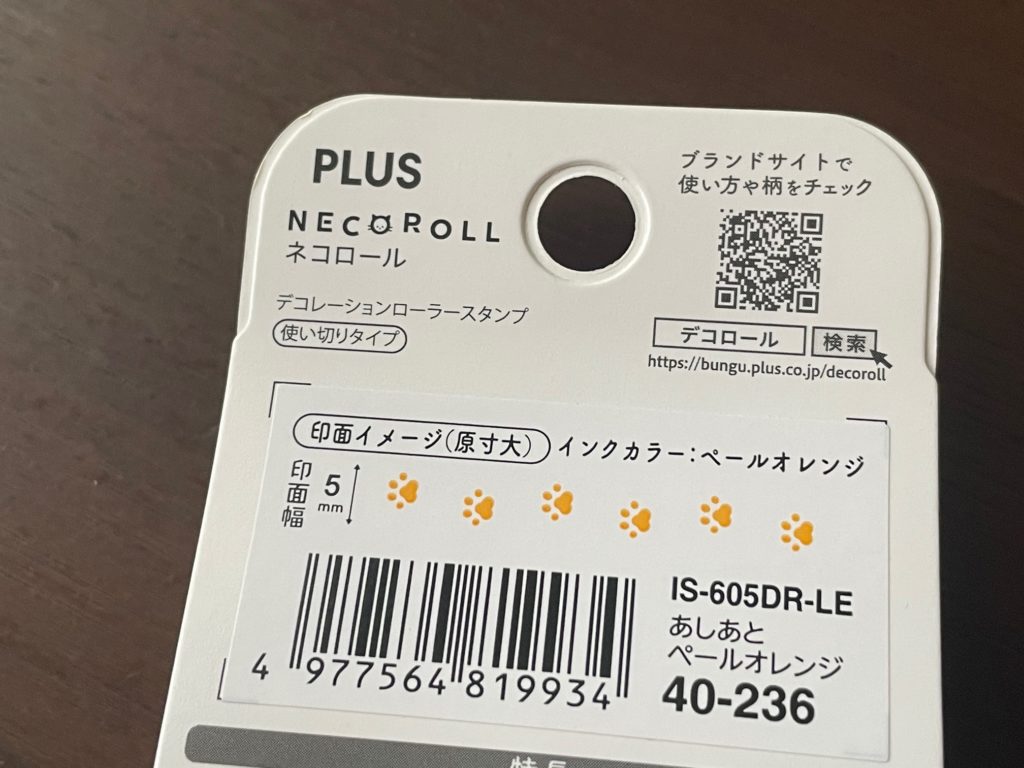 PLUS
NECOROLL
ネコロール
デコレーションローラースタンプ
使い切りタイプ
ブランドサイトで
使い方や柄をチェック
デコロール 検索
https://bungu.plus.co.jp/decoroll
印面イメージ(原寸大) インクカラー:ペールオレンジ
印面幅 5mm
4 977564 819934
IS-605DR-LE
あしあと
ペールオレンジ
40-236
特長